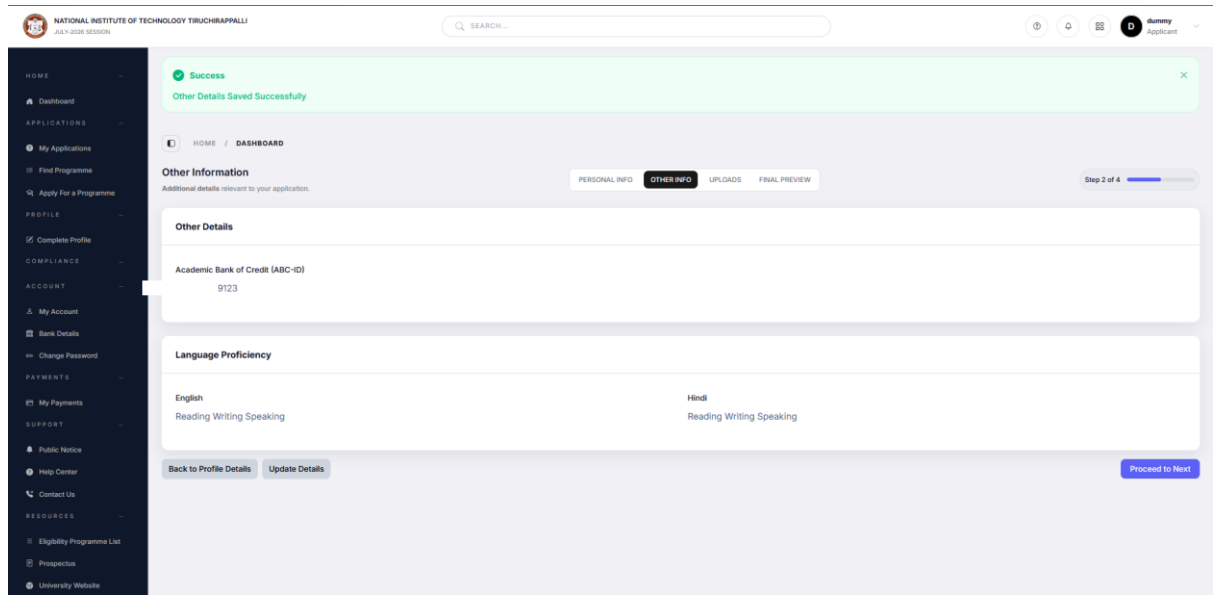 NATIONAL INSTITUTE OF TECHNOLOGY TIRUCHIRAPPALLI
JULY-2026 SESSION
SEARCH...
D
dummy
Applicant
HOME
Dashboard
APPLICATIONS
My Applications
Find Programme
Apply For a Programme
PROFILE
Complete Profile
COMPLIANCE
ACCOUNT
My Account
Bank Details
Change Password
PAYMENTS
My Payments
SUPPORT
Public Notice
Help Center
Contact Us
RESOURCES
Eligibility Programme List
Prospectus
University Website
Success
Other Details Saved Successfully
HOME / DASHBOARD
Other Information
Additional details relevant to your application.
PERSONAL INFO OTHER INFO UPLOADS FINAL PREVIEW
Step 2 of 4
Other Details
Academic Bank of Credit (ABC-ID)
9123
Language Proficiency
English
Reading Writing Speaking
Hindi
Reading Writing Speaking
Back to Profile Details Update Details
Proceed to Next